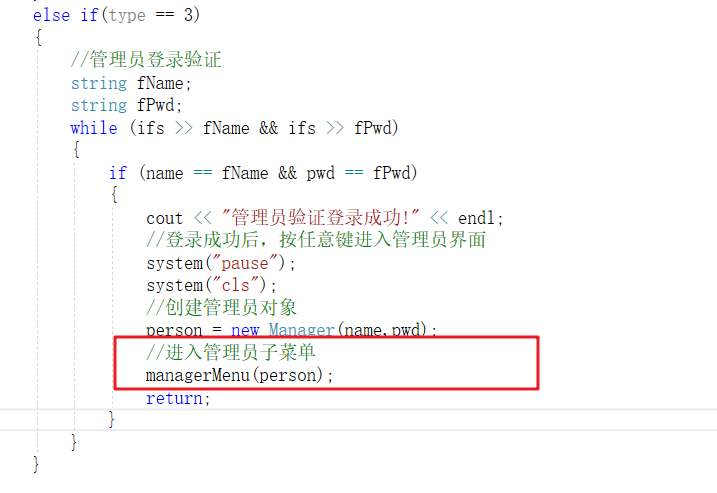 else if(type == 3)
{
//管理员登录验证
string fName;
string fPwd;
while (ifs >> fName && ifs >> fPwd)
{
if (name == fName && pwd == fPwd)
{
cout << "管理员验证登录成功!" << endl;
//登录成功后，按任意键进入管理员界面
system("pause");
system("cls");
//创建管理员对象
person = new Manager(name,pwd);
//进入管理员子菜单
managerMenu(person);
return;
}
}
}